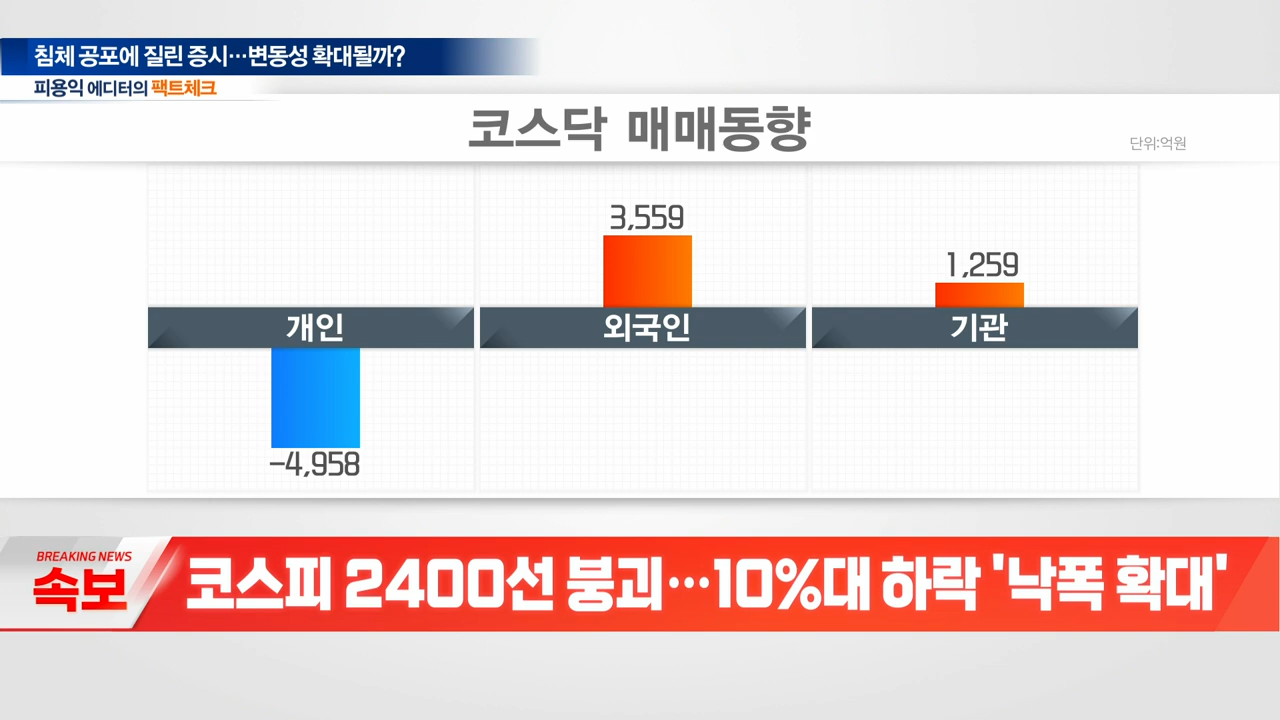 침체 공포에 질린 증시…변동성 확대될까?
피용익 에디터의 팩트체크
코스닥 매매동향
단위:억원
3,559
1,259
개인
외국인
기관
-4,958
BREAKING NEWS
속보
코스피 2400선 붕괴…10%대 하락 '낙폭 확대'